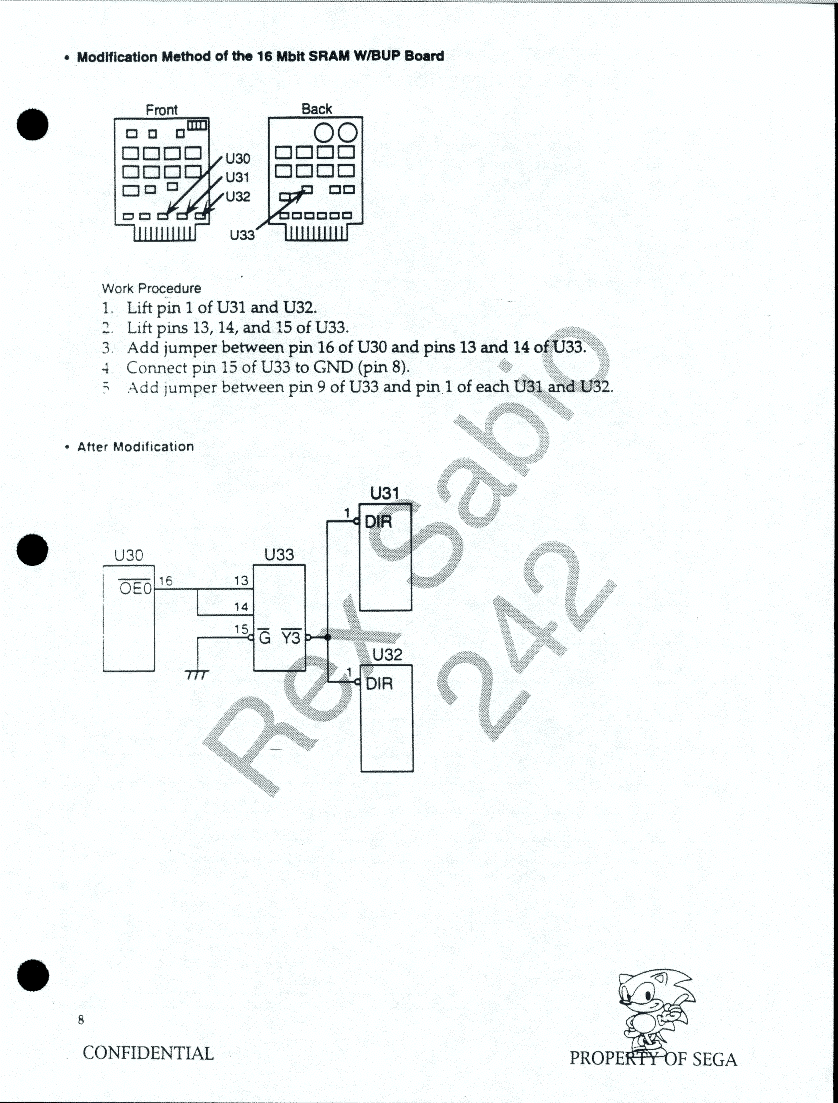 • Modification Method of the 16 Mbit SRAM W/BUP Board
Front
Back
U30
U31
U32
U33
Work Procedure
1. Lift pin 1 of U31 and U32.
2. Lift pins 13, 14, and 15 of U33.
3. Add jumper between pin 16 of U30 and pins 13 and 14 of U33.
4. Connect pin 15 of U33 to GND (pin 8).
5. Add jumper between pin 9 of U33 and pin 1 of each U31 and U32.
• After Modification
U31
1
DIR
U30
U33
OE0
16
13
14
15
G
Y3
U32
1
DIR
Rex Sabio
242
8
CONFIDENTIAL
PROPERTY OF SEGA